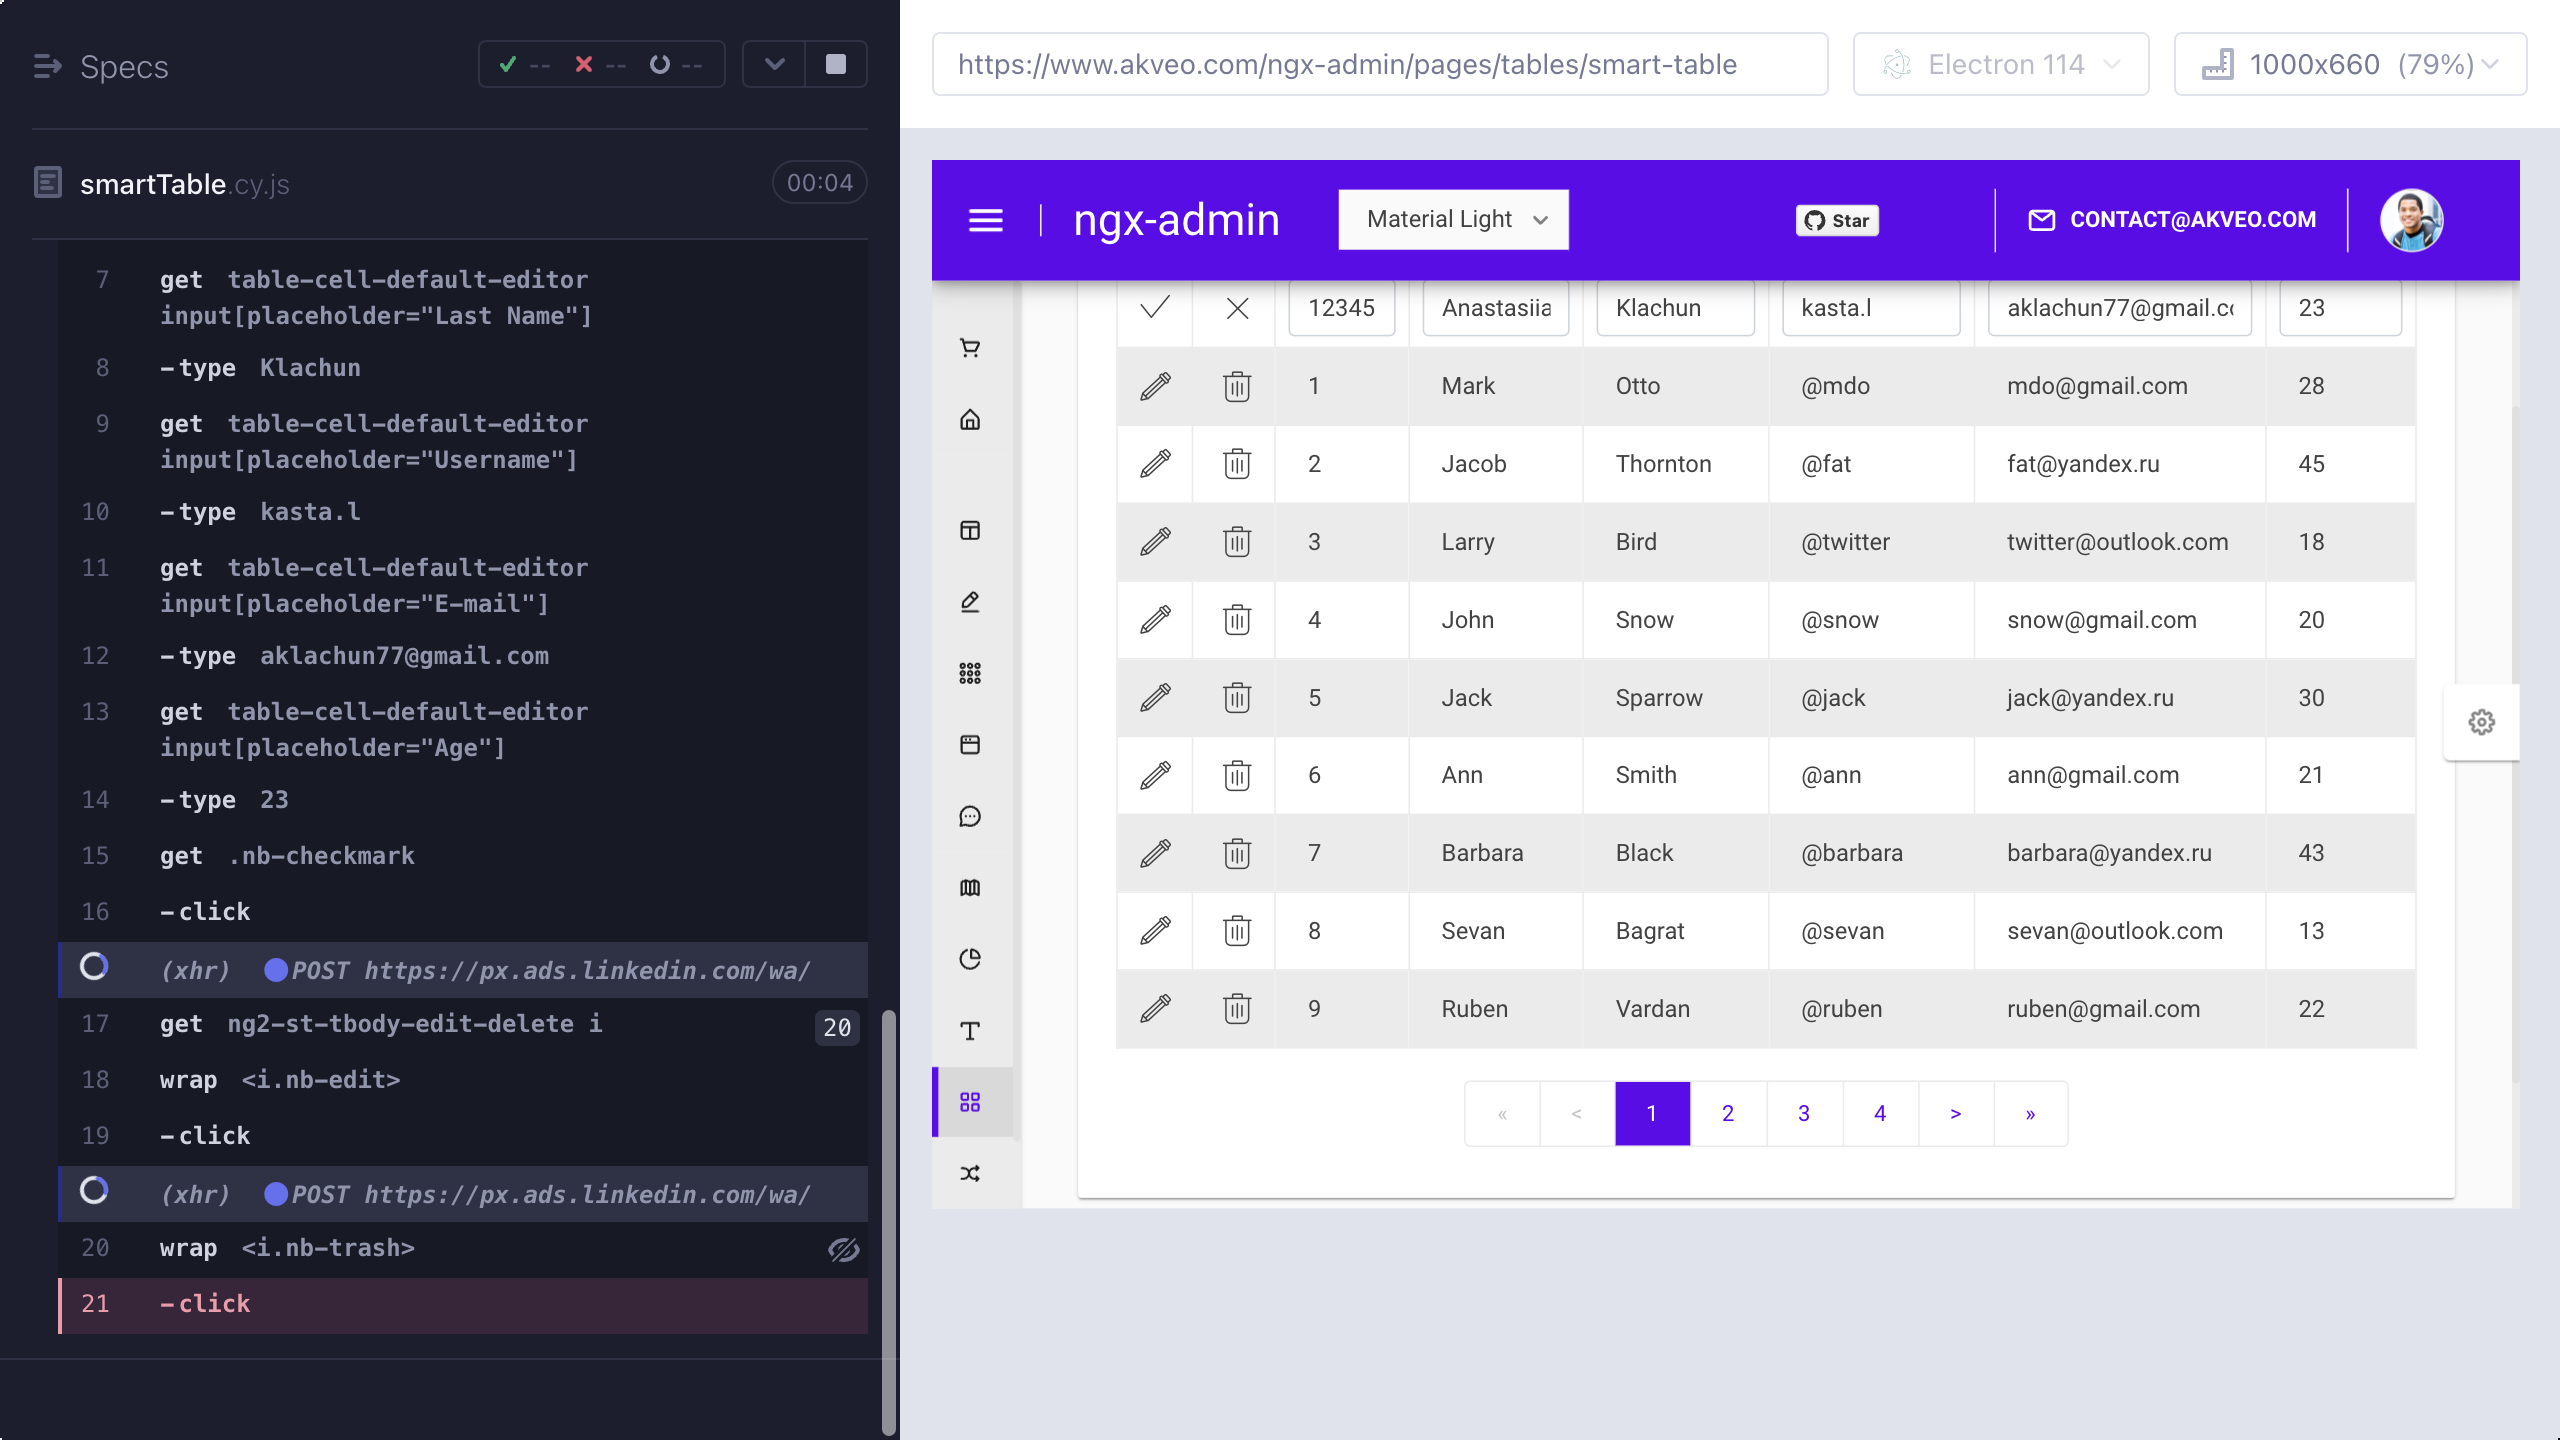 Specs
-- -- --
smartTable.cy.js
00:04
7 get table-cell-default-editor
input[placeholder="Last Name"]
8 -type Klachun
9 get table-cell-default-editor
input[placeholder="Username"]
10 -type kasta.l
11 get table-cell-default-editor
input[placeholder="E-mail"]
12 -type aklachun77@gmail.com
13 get table-cell-default-editor
input[placeholder="Age"]
14 -type 23
15 get .nb-checkmark
16 -click
(xhr) POST https://px.ads.linkedin.com/wa/
17 get ng2-st-tbody-edit-delete i 20
18 wrap <i.nb-edit>
19 -click
(xhr) POST https://px.ads.linkedin.com/wa/
20 wrap <i.nb-trash>
21 -click
https://www.akveo.com/ngx-admin/pages/tables/smart-table
Electron 114
1000x660 (79%)
ngx-admin
Material Light
Star
CONTACT@AKVEO.COM
12345 Anastasiia Klachun kasta.l aklachun77@gmail.co 23
1 Mark Otto @mdo mdo@gmail.com 28
2 Jacob Thornton @fat fat@yandex.ru 45
3 Larry Bird @twitter twitter@outlook.com 18
4 John Snow @snow snow@gmail.com 20
5 Jack Sparrow @jack jack@yandex.ru 30
6 Ann Smith @ann ann@gmail.com 21
7 Barbara Black @barbara barbara@yandex.ru 43
8 Sevan Bagrat @sevan sevan@outlook.com 13
9 Ruben Vardan @ruben ruben@gmail.com 22
« < 1 2 3 4 > »